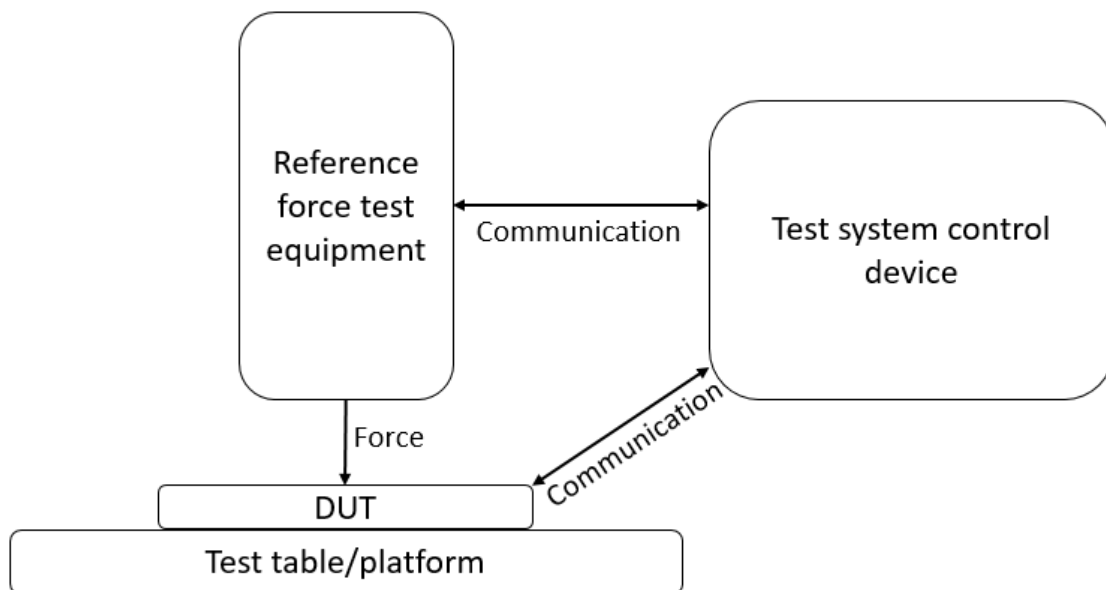 Reference
force test
equipment
Communication
Test system control
device
Force
Communication
DUT
Test table/platform